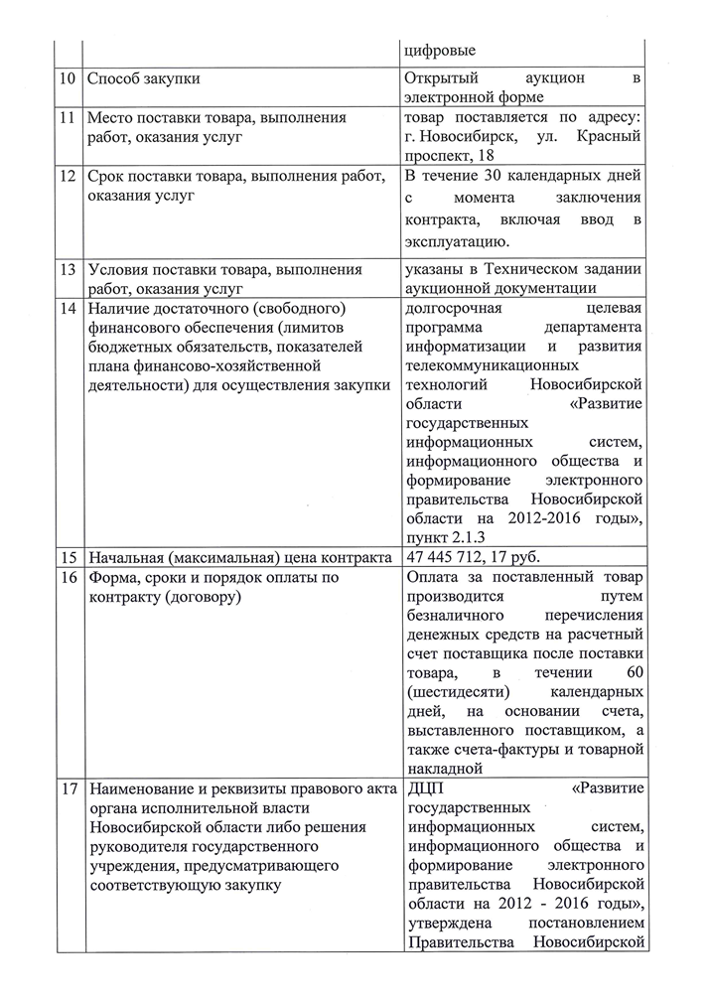 цифровые
10 Способ закупки Открытый аукцион в
электронной форме
11 Место поставки товара, выполнения товар поставляется по адресу:
работ, оказания услуг г. Новосибирск, ул. Красный
проспект, 18
12 Срок поставки товара, выполнения работ, В течение 30 календарных дней
оказания услуг с момента заключения
контракта, включая ввод в
эксплуатацию.
13 Условия поставки товара, выполнения указаны в Техническом задании
работ, оказания услуг аукционной документации
14 Наличие достаточного (свободного) долгосрочная целевая
финансового обеспечения (лимитов программа департамента
бюджетных обязательств, показателей информатизации и развития
плана финансово-хозяйственной телекоммуникационных
деятельности) для осуществления закупки технологий Новосибирской
области «Развитие
государственных
информационных систем,
информационного общества и
формирование электронного
правительства Новосибирской
области на 2012-2016 годы»,
пункт 2.1.3
15 Начальная (максимальная) цена контракта 47 445 712, 17 руб.
16 Форма, сроки и порядок оплаты по Оплата за поставленный товар
контракту (договору) производится путем
безналичного перечисления
денежных средств на расчетный
счет поставщика после поставки
товара, в течении 60
(шестидесяти) календарных
дней, на основании счета,
выставленного поставщиком, а
также счета-фактуры и товарной
накладной
17 Наименование и реквизиты правового акта ДЦП «Развитие
органа исполнительной власти государственных
Новосибирской области либо решения информационных систем,
руководителя государственного информационного общества и
учреждения, предусматривающего формирование электронного
соответствующую закупку правительства Новосибирской
области на 2012 - 2016 годы»,
утверждена постановлением
Правительства Новосибирской